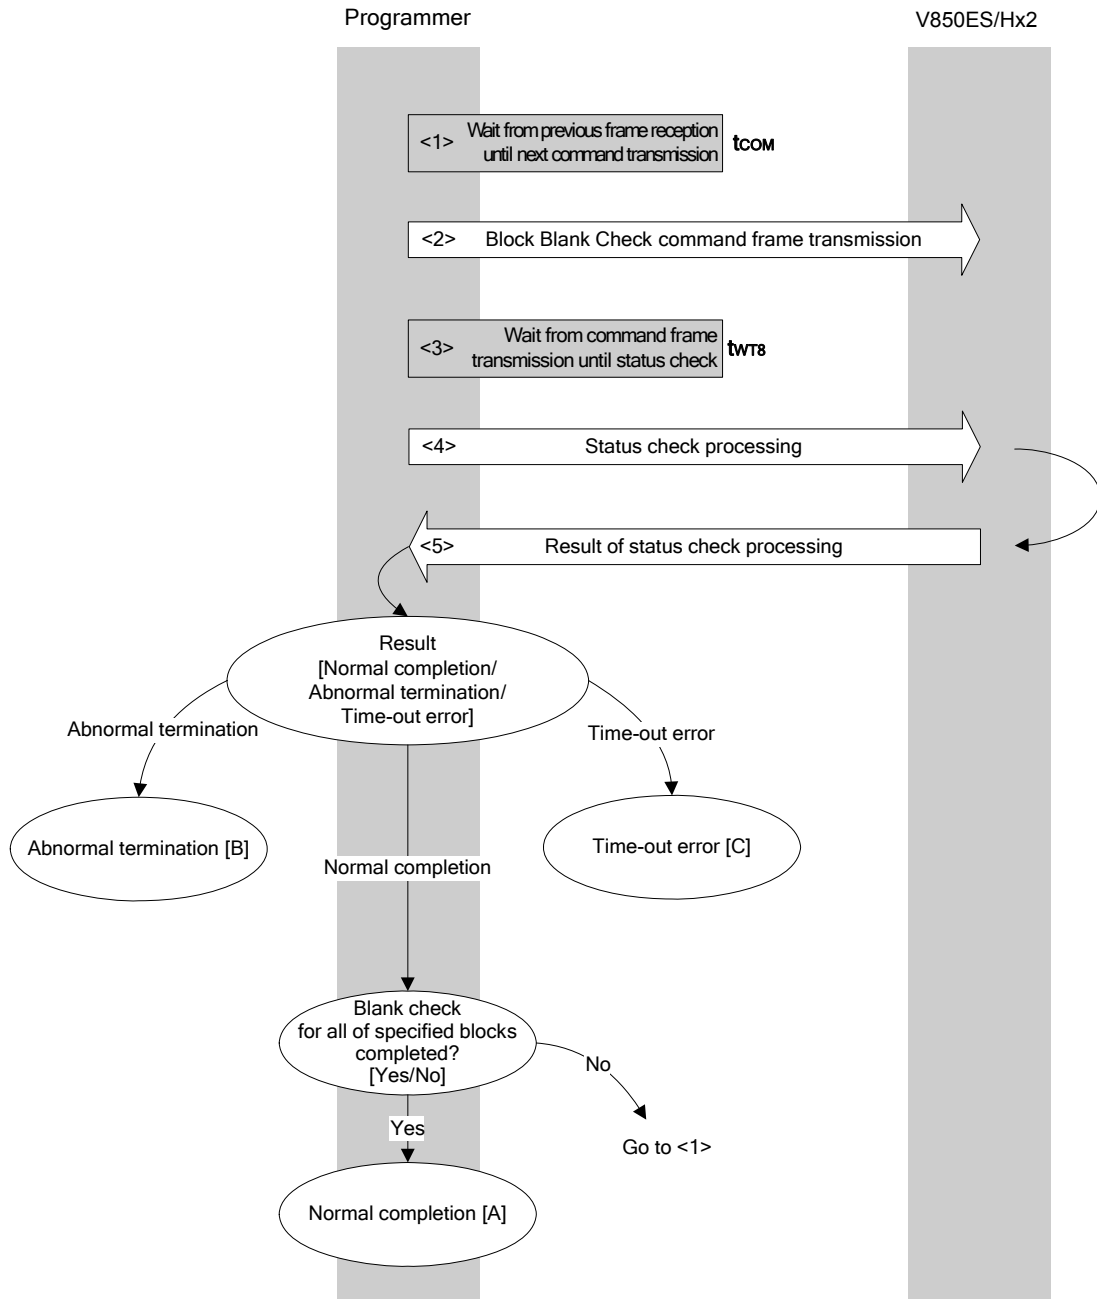 Programmer
V850ES/Hx2
<1>
Wait from previous frame reception
until next command transmission
tCOM
<2> Block Blank Check command frame transmission
<3>
Wait from command frame
transmission until status check
tWT8
<4> Status check processing
<5> Result of status check processing
Result
[Normal completion/
Abnormal termination/
Time-out error]
Abnormal termination
Time-out error
Abnormal termination [B]
Time-out error [C]
Normal completion
Blank check
for all of specified blocks
completed?
[Yes/No]
No
Yes
Go to <1>
Normal completion [A]